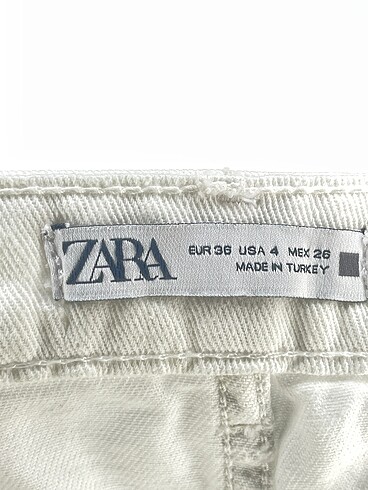 ZARA
EUR 36 USA 4 MEX 26
MADE IN TURKEY